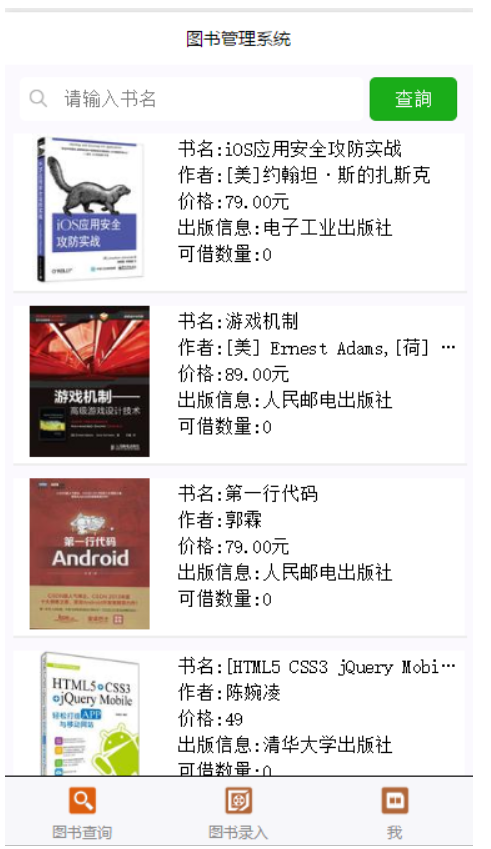 图书管理系统
请输入书名
查詢
iOS应用安全
攻防实战
O'REILLY
书名:iOS应用安全攻防实战
作者:[美]约翰坦·斯的扎斯克
价格:79.00元
出版信息:电子工业出版社
可借数量:0
游戏机制——
高级游戏设计技术
书名:游戏机制
作者:[美] Ernest Adams,[荷] …
价格:89.00元
出版信息:人民邮电出版社
可借数量:0
第一行代码
Android
书名:第一行代码
作者:郭霖
价格:79.00元
出版信息:人民邮电出版社
可借数量:0
HTML5+CSS3
+jQuery Mobile
轻松打造APP
与移动网站
书名:[HTML5 CSS3 jQuery Mobi…
作者:陈婉凌
价格:49
出版信息:清华大学出版社
可借数量:0
图书查询
图书录入
我